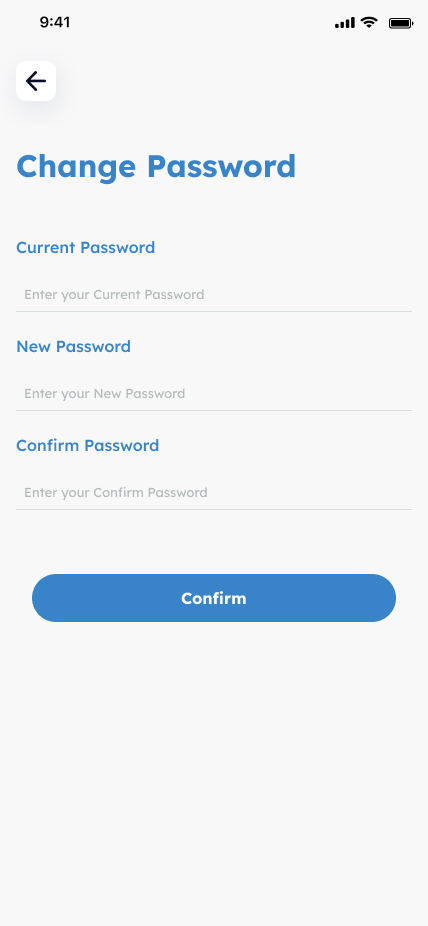 9:41
Change Password
Current Password
Enter your Current Password
New Password
Enter your New Password
Confirm Password
Enter your Confirm Password
Confirm